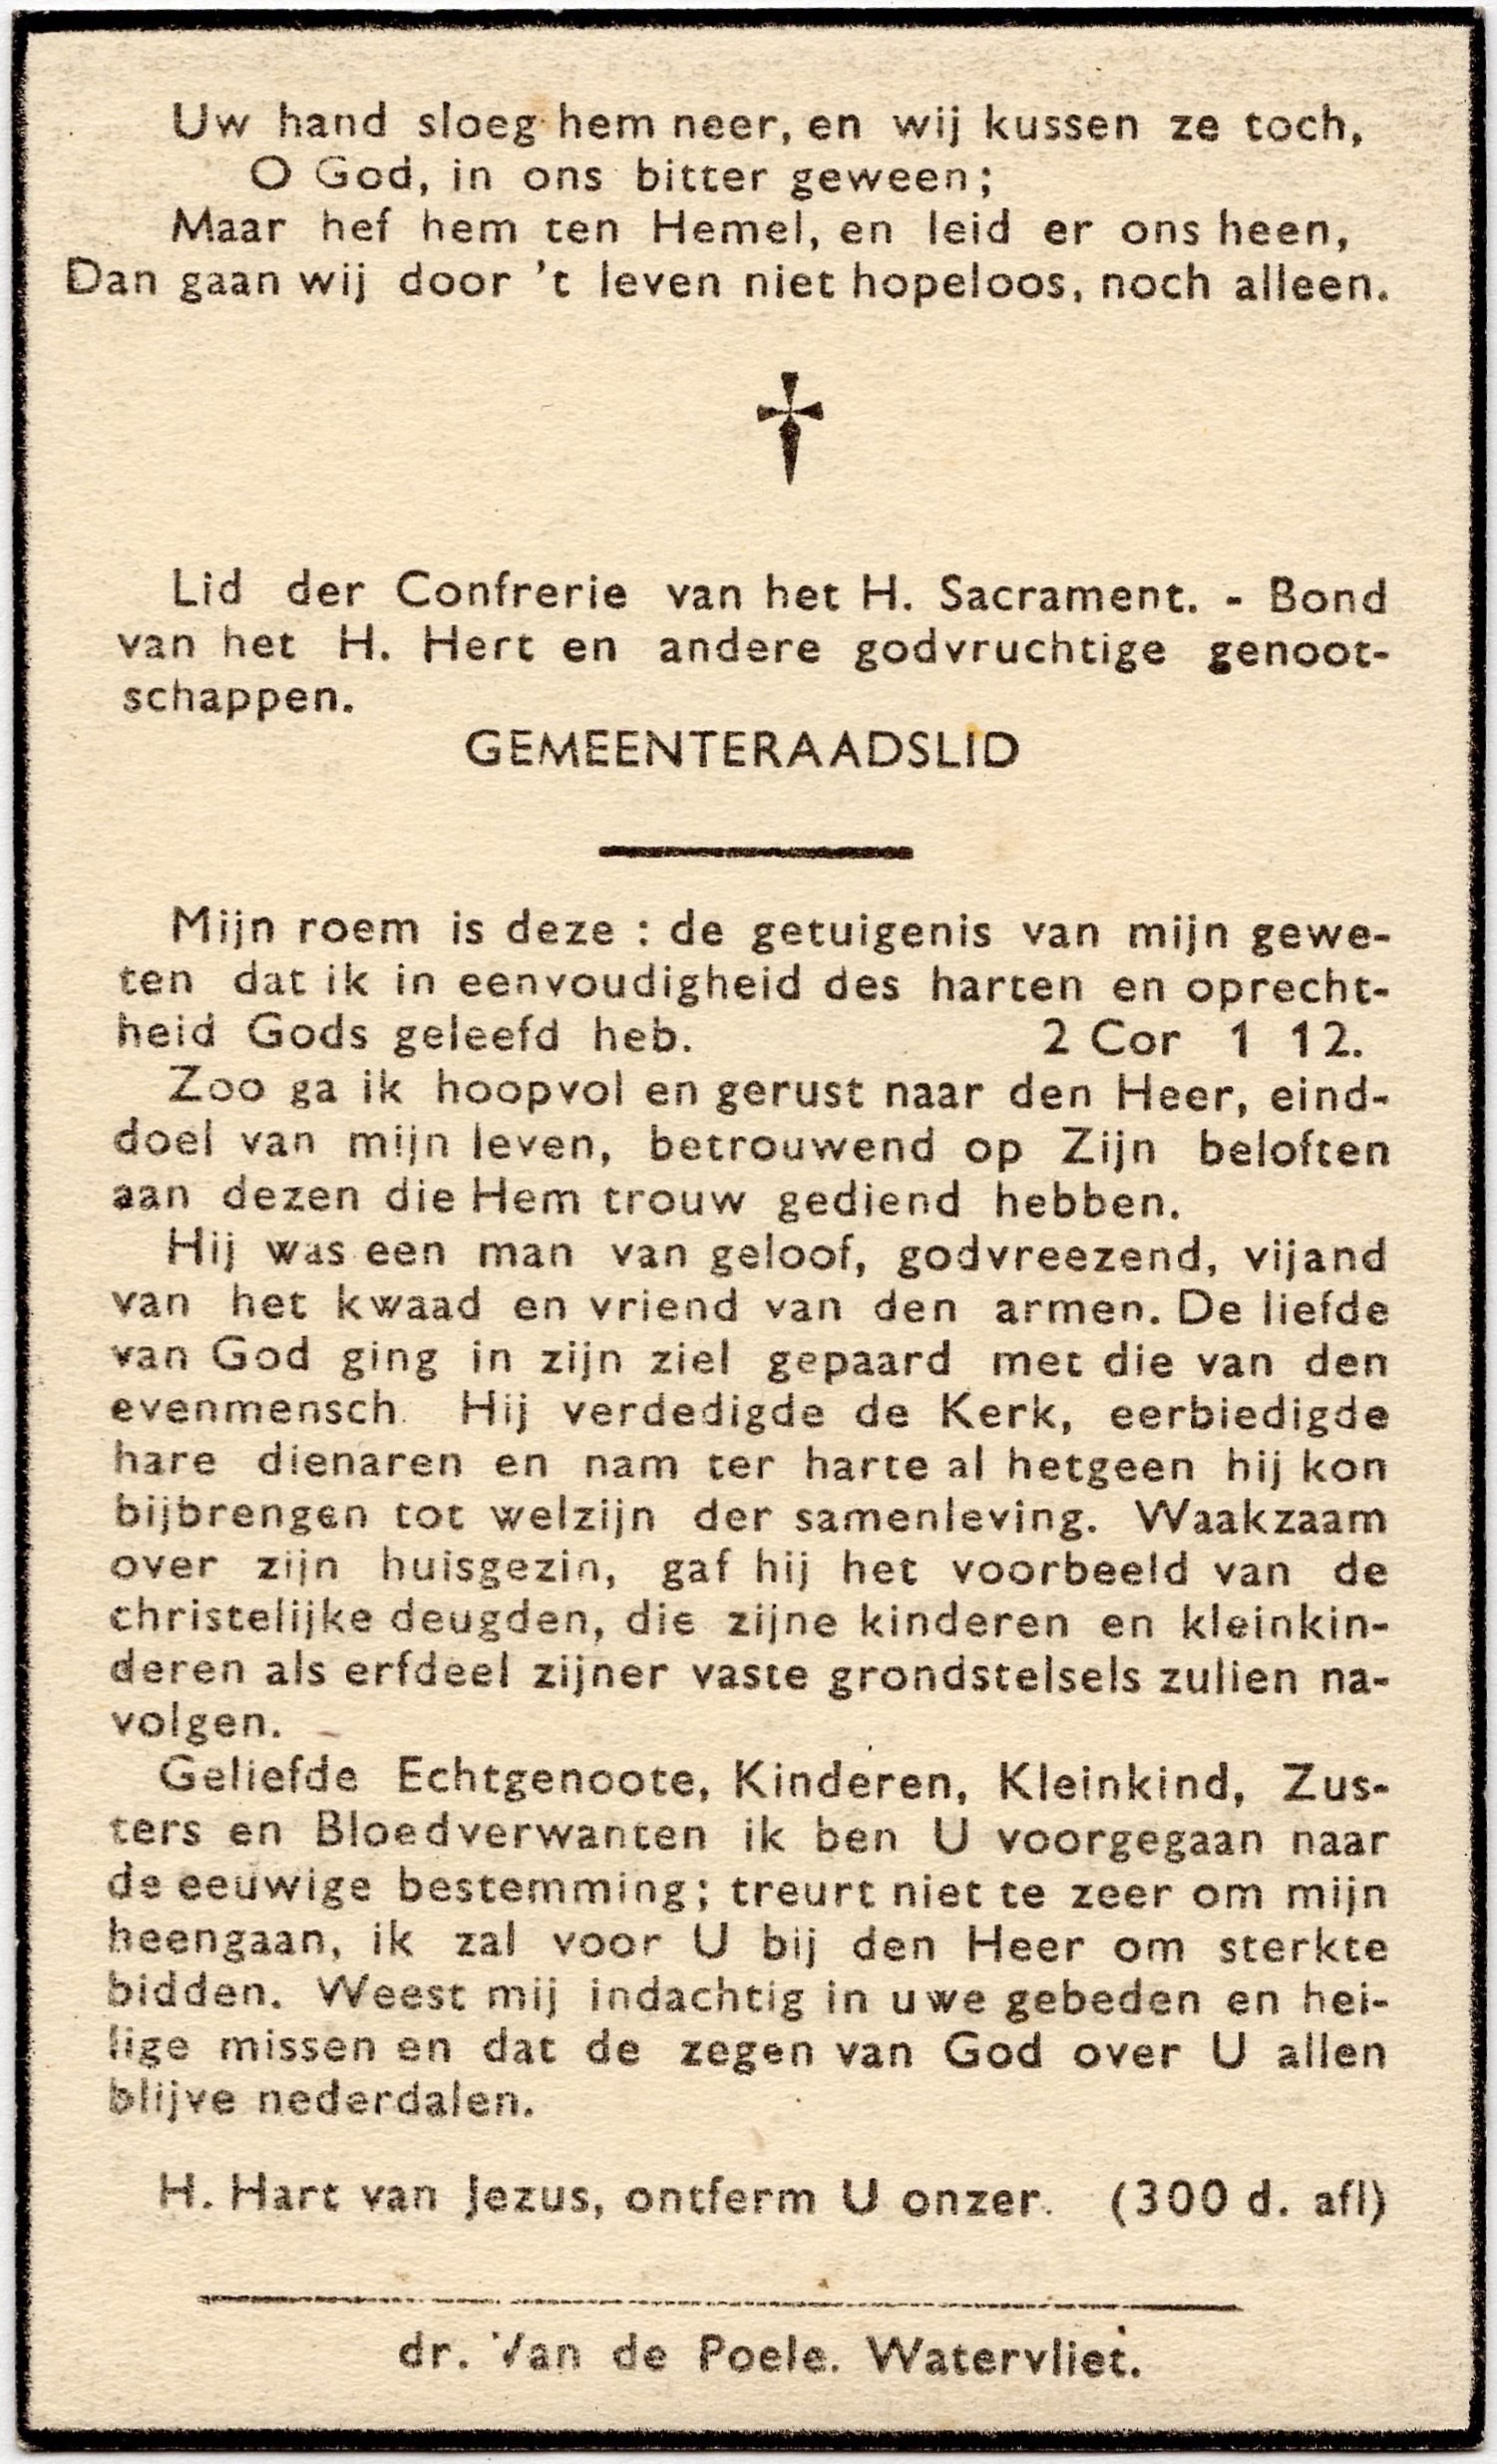 Uw hand sloeg hem neer, en wij kussen ze toch,
O God, in ons bitter geween;
Maar hef hem ten Hemel, en leid er ons heen,
Dan gaan wij door 't leven niet hopeloos, noch alleen.
Lid der Confrerie van het H. Sacrament. - Bond
van het H. Hert en andere godvruchtige genoot-
schappen.
GEMEENTERAADSLID
Mijn roem is deze : de getuigenis van mijn gewe-
ten dat ik in eenvoudigheid des harten en oprecht-
heid Gods geleefd heb. 2 Cor 1 12.
Zoo ga ik hoopvol en gerust naar den Heer, eind-
doel van mijn leven, betrouwend op Zijn beloften
aan dezen die Hem trouw gediend hebben.
Hij was een man van geloof, godvreezend, vijand
van het kwaad en vriend van den armen. De liefde
van God ging in zijn ziel gepaard met die van den
evenmensch. Hij verdedigde de Kerk, eerbiedigde
hare dienaren en nam ter harte al hetgeen hij kon
bijbrengen tot welzijn der samenleving. Waakzaam
over zijn huisgezin, gaf hij het voorbeeld van de
christelijke deugden, die zijne kinderen en kleinkin-
deren als erfdeel zijner vaste grondstelsels zullen na-
volgen.
Geliefde Echtgenoote, Kinderen, Kleinkind, Zus-
ters en Bloedverwanten ik ben U voorgegaan naar
de eeuwige bestemming; treurt niet te zeer om mijn
heengaan, ik zal voor U bij den Heer om sterkte
bidden. Weest mij indachtig in uwe gebeden en hei-
lige missen en dat de zegen van God over U allen
blijve nederdalen.
H. Hart van Jezus, ontferm U onzer. (300 d. afl)
dr. Van de Poele. Watervliet.